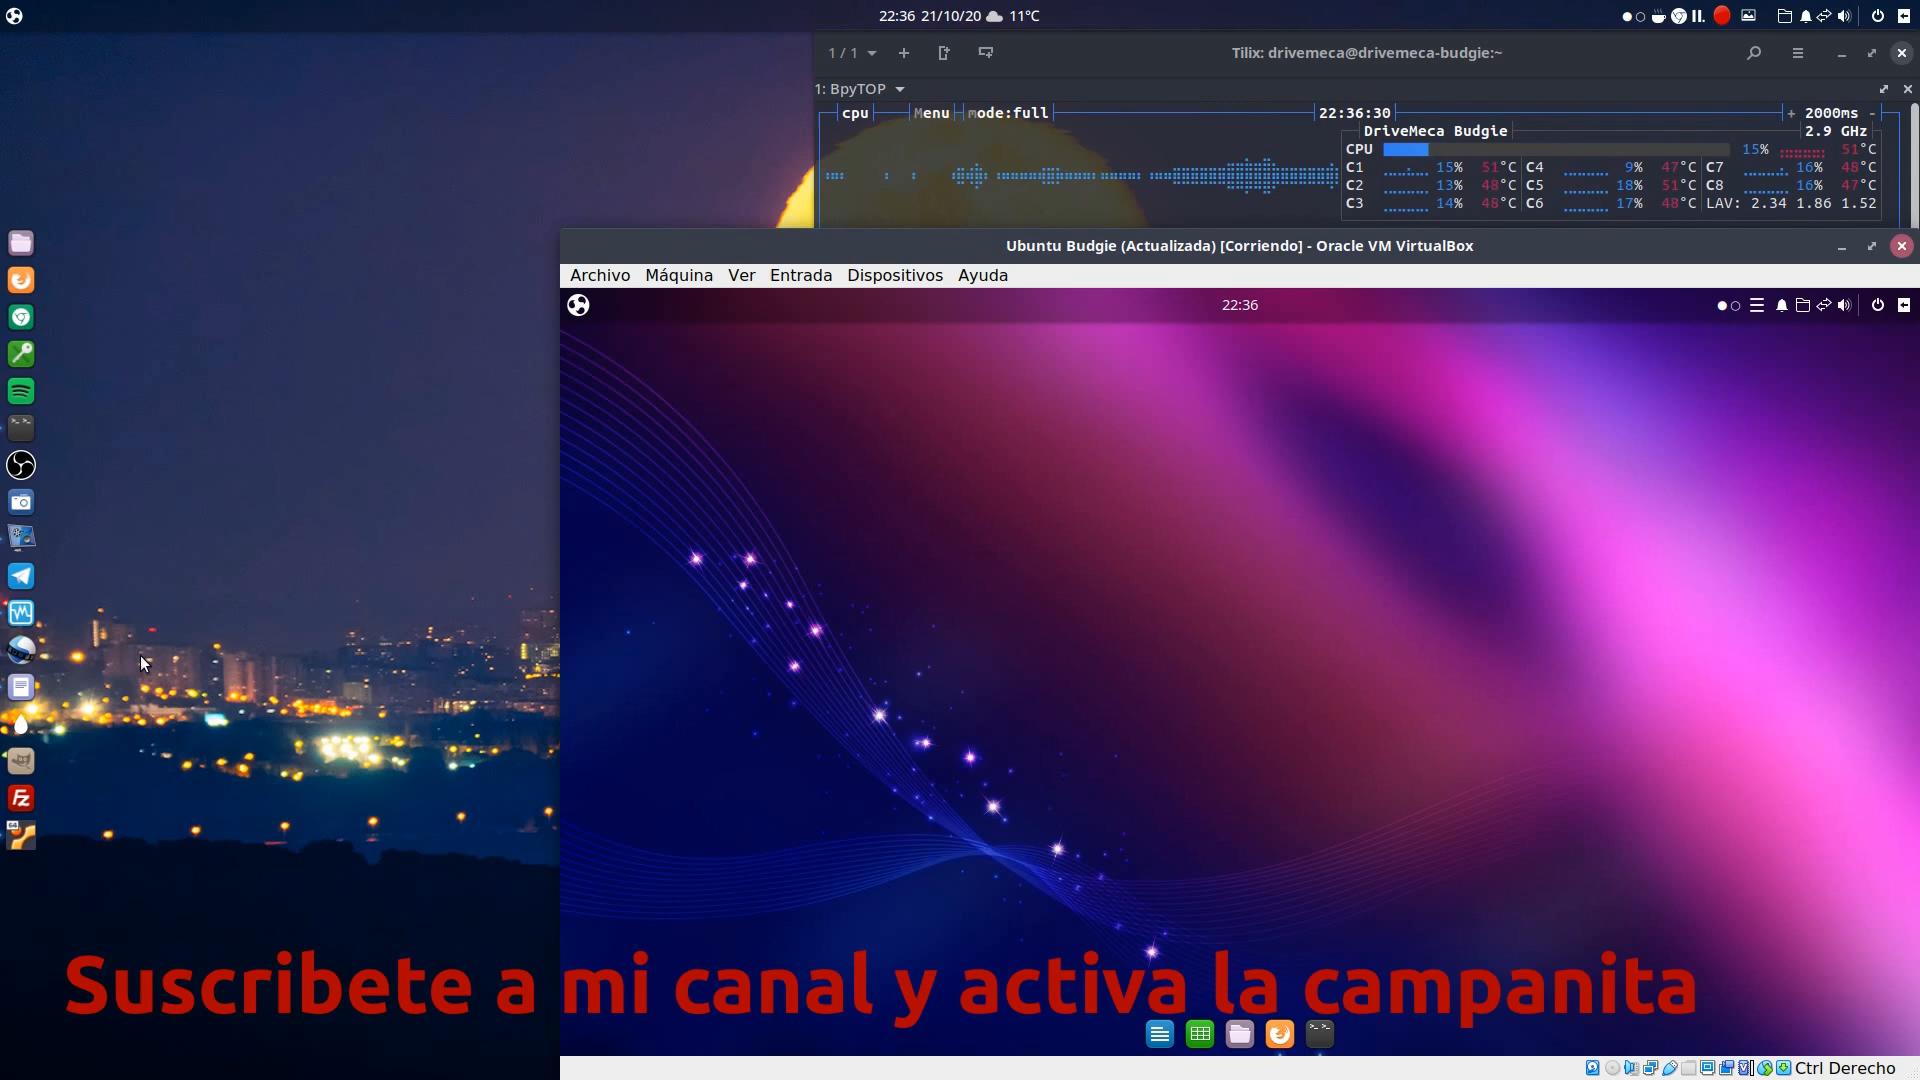 22:36 21/10/20 11°C
1 / 1
Tilix: drivemeca@drivemeca-budgie:~
1: BpyTOP
cpu Menu mode:full 22:36:30 + 2000ms -
DriveMeca Budgie 2.9 GHz
CPU 15% 51°C
C1 15% 51°C C4 9% 47°C C7 16% 48°C
C2 13% 48°C C5 18% 51°C C8 16% 47°C
C3 14% 48°C C6 17% 48°C LAV: 2.34 1.86 1.52
Ubuntu Budgie (Actualizada) [Corriendo] - Oracle VM VirtualBox
Archivo Máquina Ver Entrada Dispositivos Ayuda
22:36
Fz
64
Suscribete a mi canal y activa la campanita
Ctrl Derecho